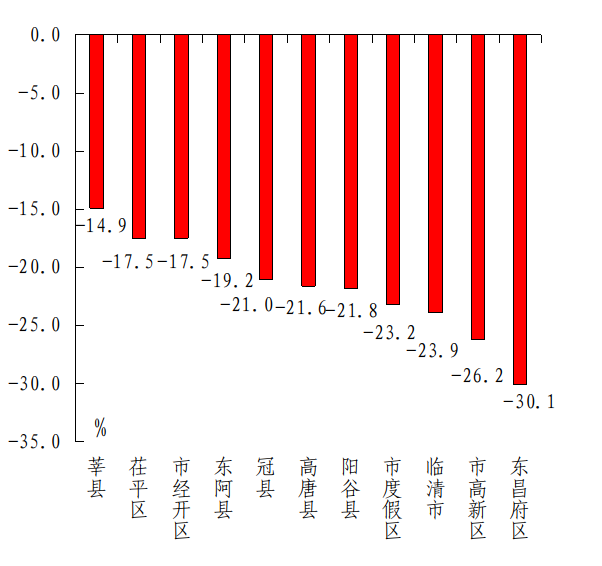 0.0
-5.0
-10.0
-15.0
-20.0
-25.0
-30.0
-35.0
%
-14.9
-17.5
-17.5
-19.2
-21.0
-21.6
-21.8
-23.2
-23.9
-26.2
-30.1
莘县
茌平区
市经开区
东阿县
冠县
高唐县
阳谷县
市度假区
临清市
市高新区
东昌府区